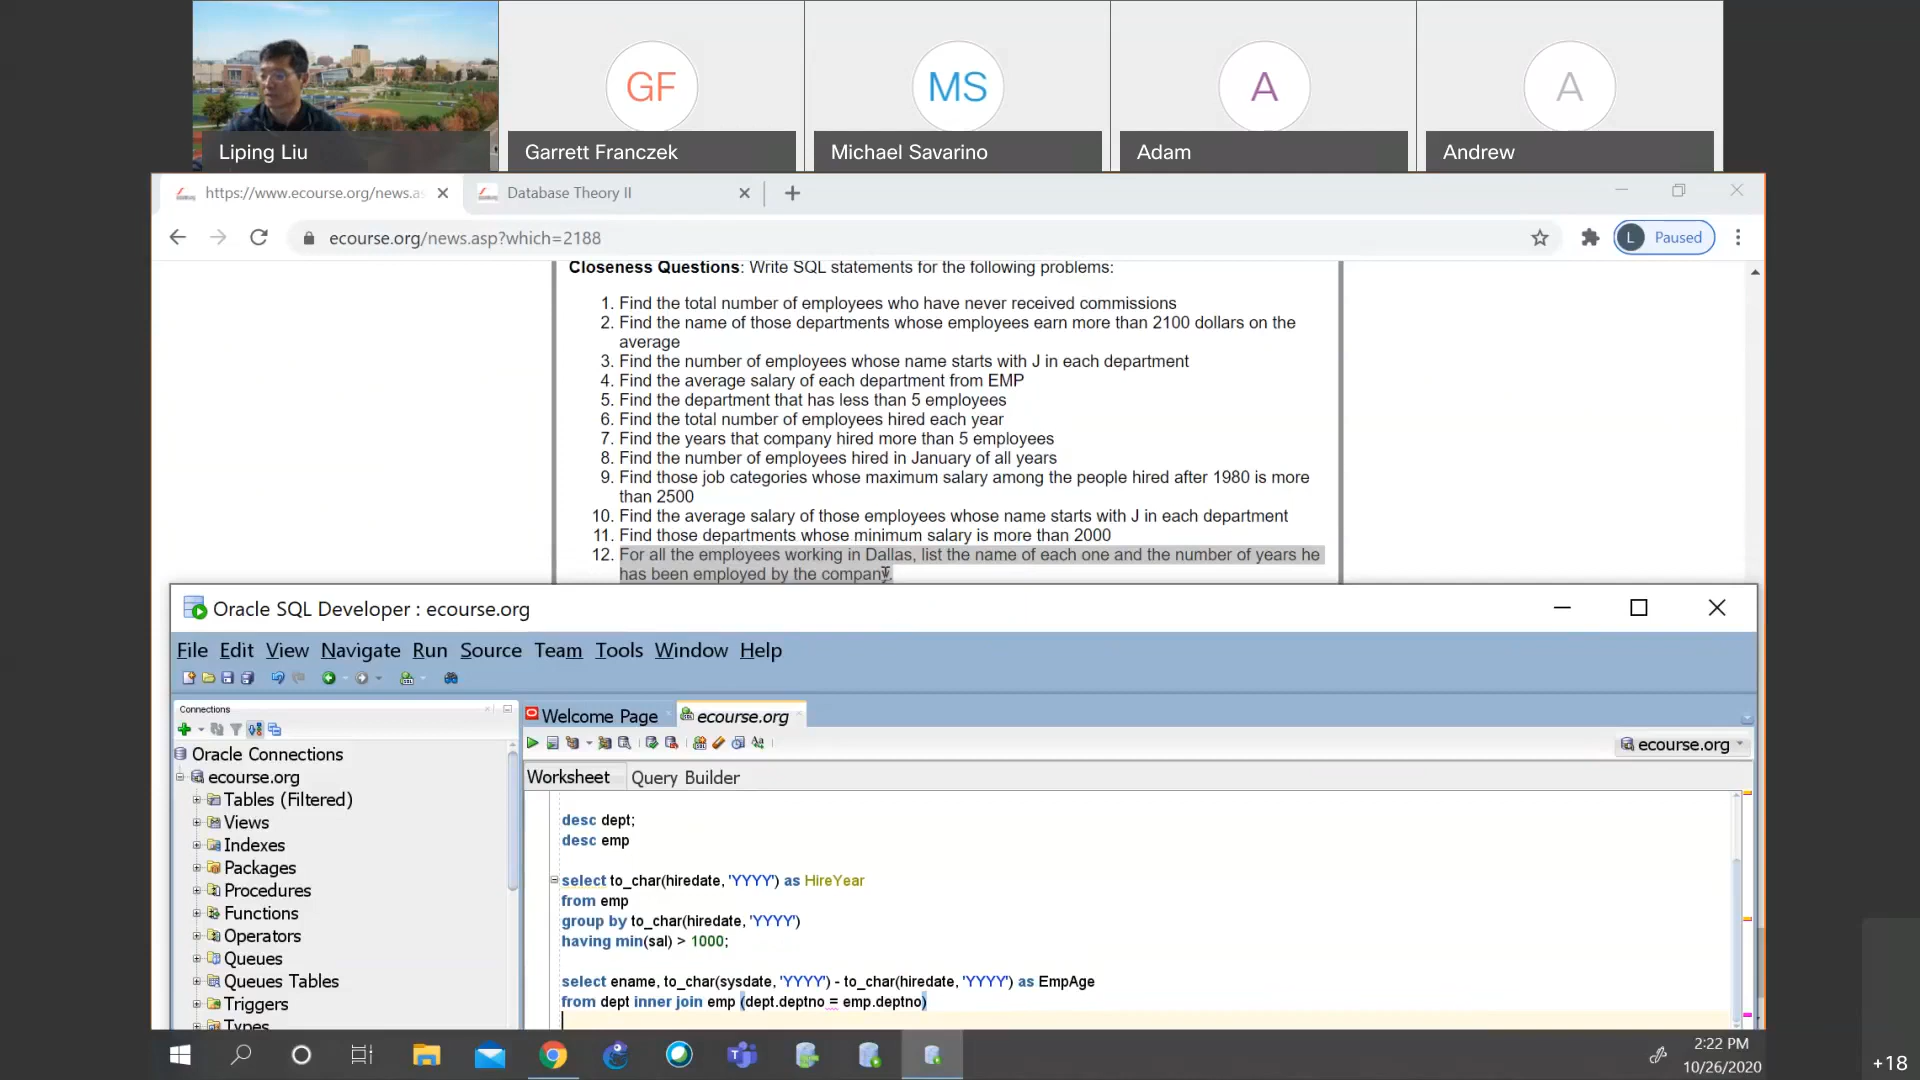 GF
MS
A
A
Liping Liu
Garrett Franczek
Michael Savarino
Adam
Andrew
https://www.ecourse.org/news.as
Database Theory II
ecourse.org/news.asp?which=2188
L
Paused
Closeness Questions: Write SQL statements for the following problems:
1. Find the total number of employees who have never received commissions
2. Find the name of those departments whose employees earn more than 2100 dollars on the
average
3. Find the number of employees whose name starts with J in each department
4. Find the average salary of each department from EMP
5. Find the department that has less than 5 employees
6. Find the total number of employees hired each year
7. Find the years that company hired more than 5 employees
8. Find the number of employees hired in January of all years
9. Find those job categories whose maximum salary among the people hired after 1980 is more
than 2500
10. Find the average salary of those employees whose name starts with J in each department
11. Find those departments whose minimum salary is more than 2000
12. For all the employees working in Dallas, list the name of each one and the number of years he
has been employed by the company.
Oracle SQL Developer : ecourse.org
File Edit View Navigate Run Source Team Tools Window Help
Connections
Oracle Connections
ecourse.org
Tables (Filtered)
Views
Indexes
Packages
Procedures
Functions
Operators
Queues
Queues Tables
Triggers
Types
Welcome Page
ecourse.org
ecourse.org
Worksheet
Query Builder
desc dept;
desc emp
select to_char(hiredate, 'YYYY') as HireYear
from emp
group by to_char(hiredate, 'YYYY')
having min(sal) > 1000;
select ename, to_char(sysdate, 'YYYY') - to_char(hiredate, 'YYYY') as EmpAge
from dept inner join emp (dept.deptno = emp.deptno)
2:22 PM
10/26/2020
+18